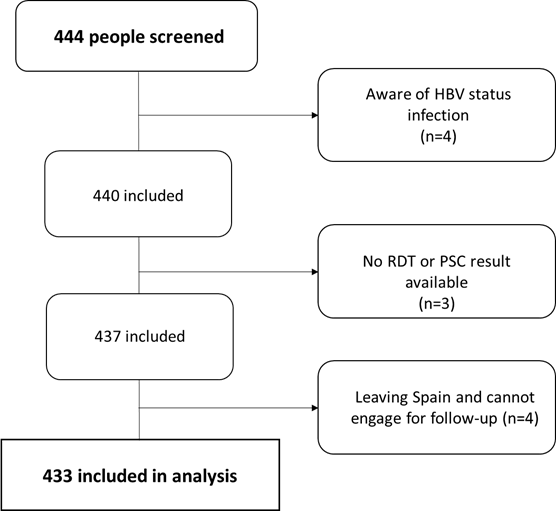 444 people screened
Aware of HBV status
infection
(n=4)
440 included
No RDT or PSC result
available
(n=3)
437 included
Leaving Spain and cannot
engage for follow-up (n=4)
433 included in analysis